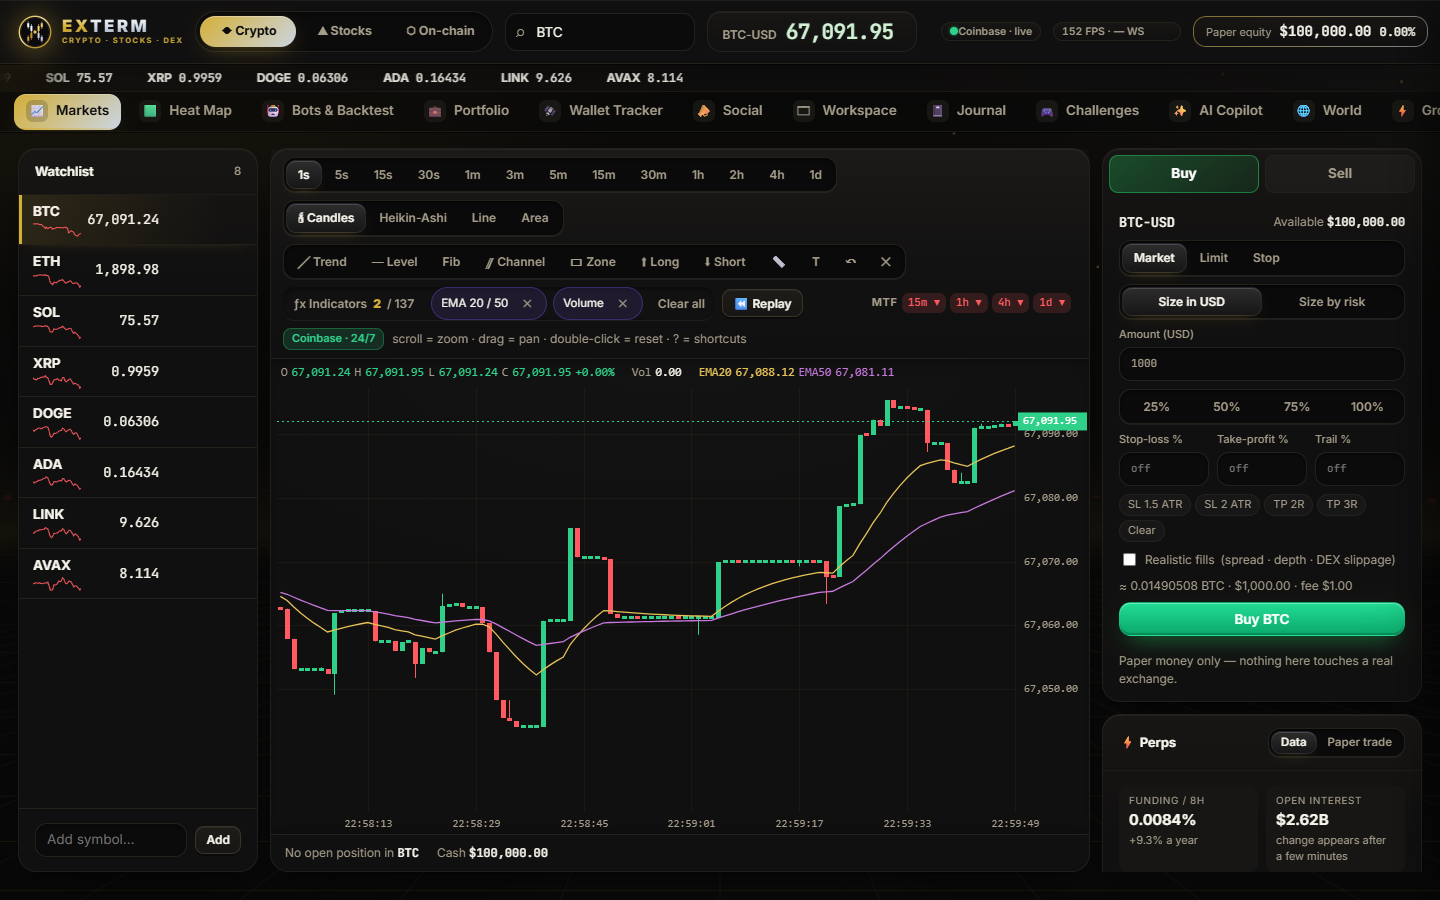 EXTERM
CRYPTO · STOCKS · DEX
Crypto
Stocks
On-chain
BTC
BTC-USD 67,091.95
Coinbase · live
152 FPS · — WS
Paper equity $100,000.00 0.00%
9 SOL 75.57 XRP 0.9959 DOGE 0.06306 ADA 0.16434 LINK 9.626 AVAX 8.114
Markets
Heat Map
Bots & Backtest
Portfolio
Wallet Tracker
Social
Workspace
Journal
Challenges
AI Copilot
World
Gr
Watchlist 8
BTC 67,091.24
ETH 1,898.98
SOL 75.57
XRP 0.9959
DOGE 0.06306
ADA 0.16434
LINK 9.626
AVAX 8.114
Add symbol...
Add
1s 5s 15s 30s 1m 3m 5m 15m 30m 1h 2h 4h 1d
Candles Heikin-Ashi Line Area
Trend — Level Fib Channel Zone Long Short T ✕
ƒx Indicators 2 / 137 EMA 20 / 50 ✕ Volume ✕ Clear all Replay MTF 15m ▼ 1h ▼ 4h ▼ 1d ▼
Coinbase · 24/7 scroll = zoom · drag = pan · double-click = reset · ? = shortcuts
O 67,091.24 H 67,091.95 L 67,091.24 C 67,091.95 +0.00% Vol 0.00 EMA20 67,088.12 EMA50 67,081.11
67,091.95
67,090.00
67,080.00
67,070.00
67,060.00
67,050.00
22:58:13 22:58:29 22:58:45 22:59:01 22:59:17 22:59:33 22:59:49
No open position in BTC Cash $100,000.00
Buy Sell
BTC-USD Available $100,000.00
Market Limit Stop
Size in USD Size by risk
Amount (USD)
1000
25% 50% 75% 100%
Stop-loss % Take-profit % Trail %
off off off
SL 1.5 ATR SL 2 ATR TP 2R TP 3R
Clear
Realistic fills (spread · depth · DEX slippage)
≈ 0.01490508 BTC · $1,000.00 · fee $1.00
Buy BTC
Paper money only — nothing here touches a real
exchange.
Perps Data Paper trade
FUNDING / 8H
0.0084%
+9.3% a year
OPEN INTEREST
$2.62B
change appears after
a few minutes